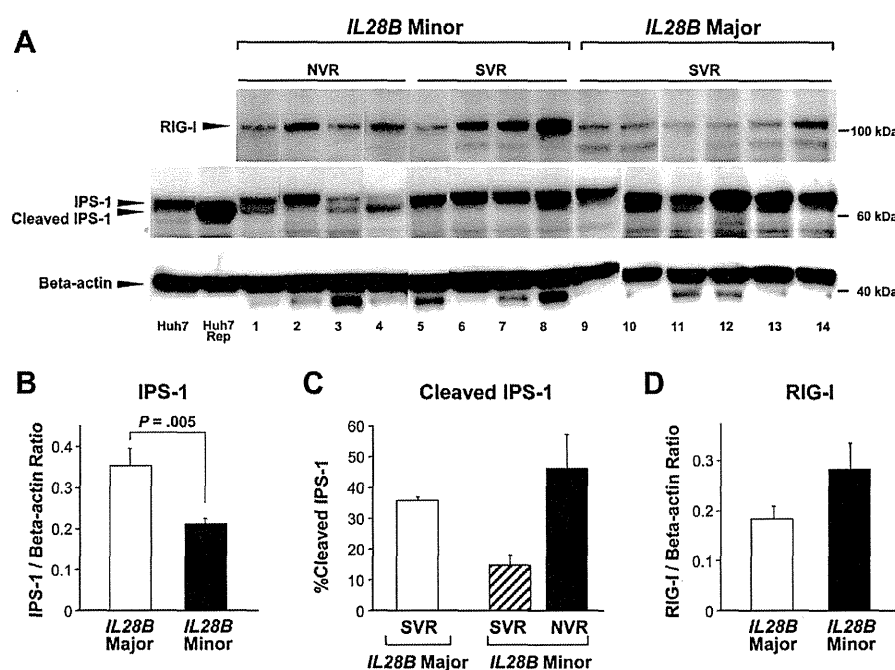 A
IL28B Minor
IL28B Major
NVR
SVR
SVR
RIG-I
100 kDa
IPS-1
Cleaved IPS-1
60 kDa
Beta-actin
40 kDa
Huh7 Huh7 Rep 1 2 3 4 5 6 7 8 9 10 11 12 13 14
B
IPS-1
P = .005
IPS-1 / Beta-actin Ratio
0.4
0.3
0.2
0.1
0
IL28B Major
IL28B Minor
C
Cleaved IPS-1
%Cleaved IPS-1
60
50
40
30
20
10
0
SVR
SVR
NVR
IL28B Major
IL28B Minor
D
RIG-I
RIG-I / Beta-actin Ratio
0.3
0.2
0.1
0
IL28B Major
IL28B Minor